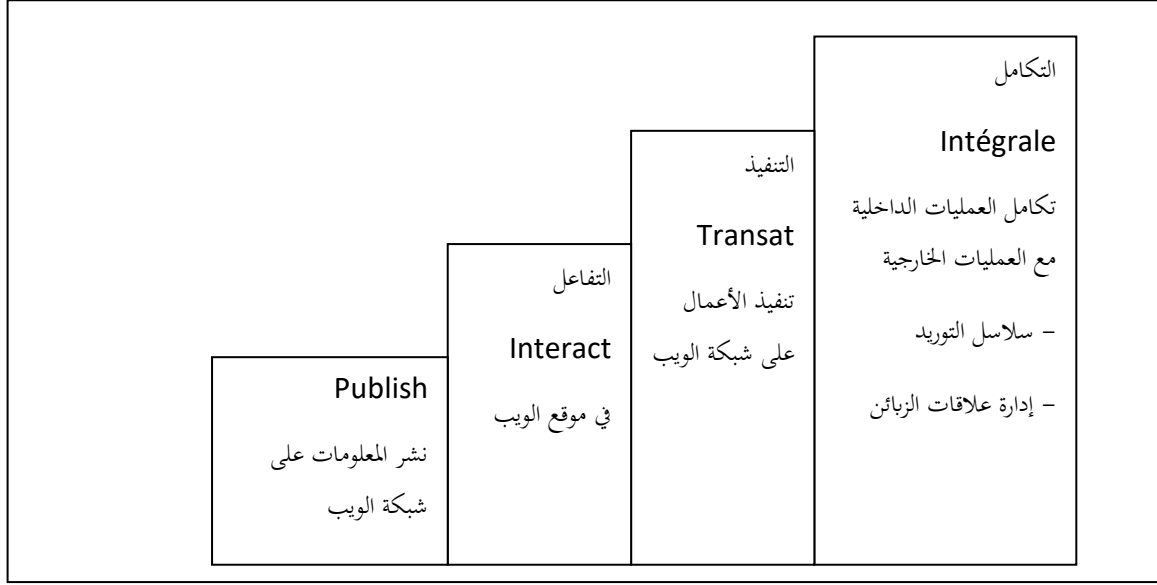 التكامل
Intégrale
تكامل العمليات الداخلية
مع العمليات الخارجية
– سلاسل التوريد
– إدارة علاقات الزبائن
التنفيذ
Transat
تنفيذ الأعمال
على شبكة الويب
التفاعل
Interact
في موقع الويب
Publish
نشر المعلومات على
شبكة الويب